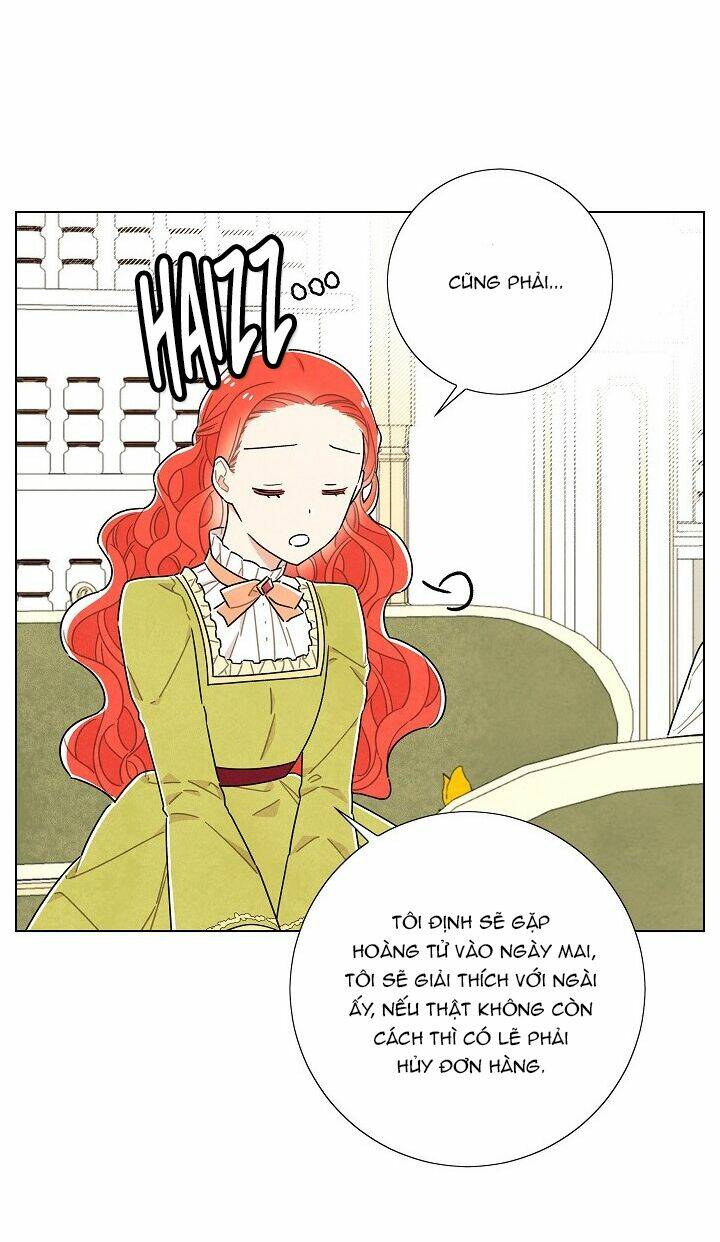 HAIZZ...
CŨNG PHẢI...
TÔI ĐỊNH SẼ GẶP
HOÀNG TỬ VÀO NGÀY MAI,
TÔI SẼ GIẢI THÍCH VỚI NGÀI
ẤY, NẾU THẬT KHÔNG CÒN
CÁCH THÌ CÓ LẼ PHẢI
HỦY ĐƠN HÀNG.